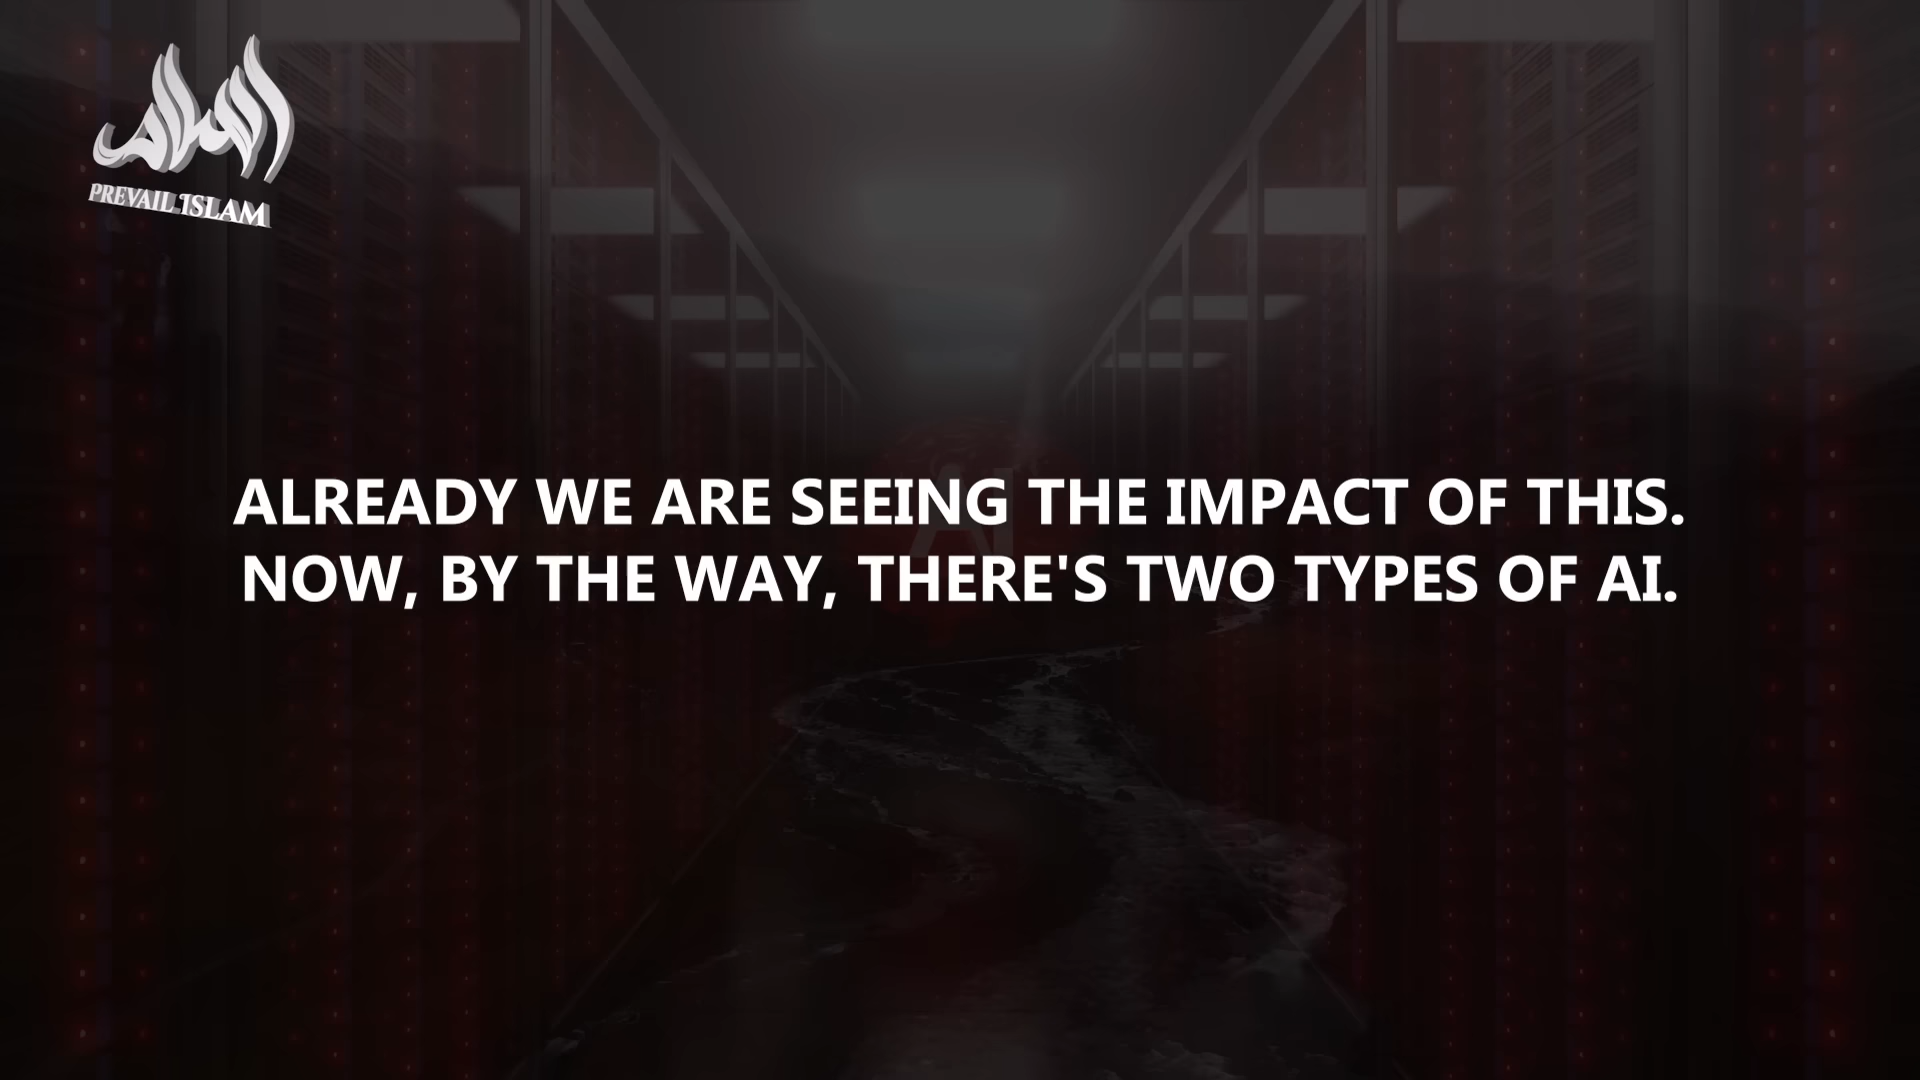 PREVAIL ISLAM
ALREADY WE ARE SEEING THE IMPACT OF THIS.
NOW, BY THE WAY, THERE'S TWO TYPES OF AI.
AI